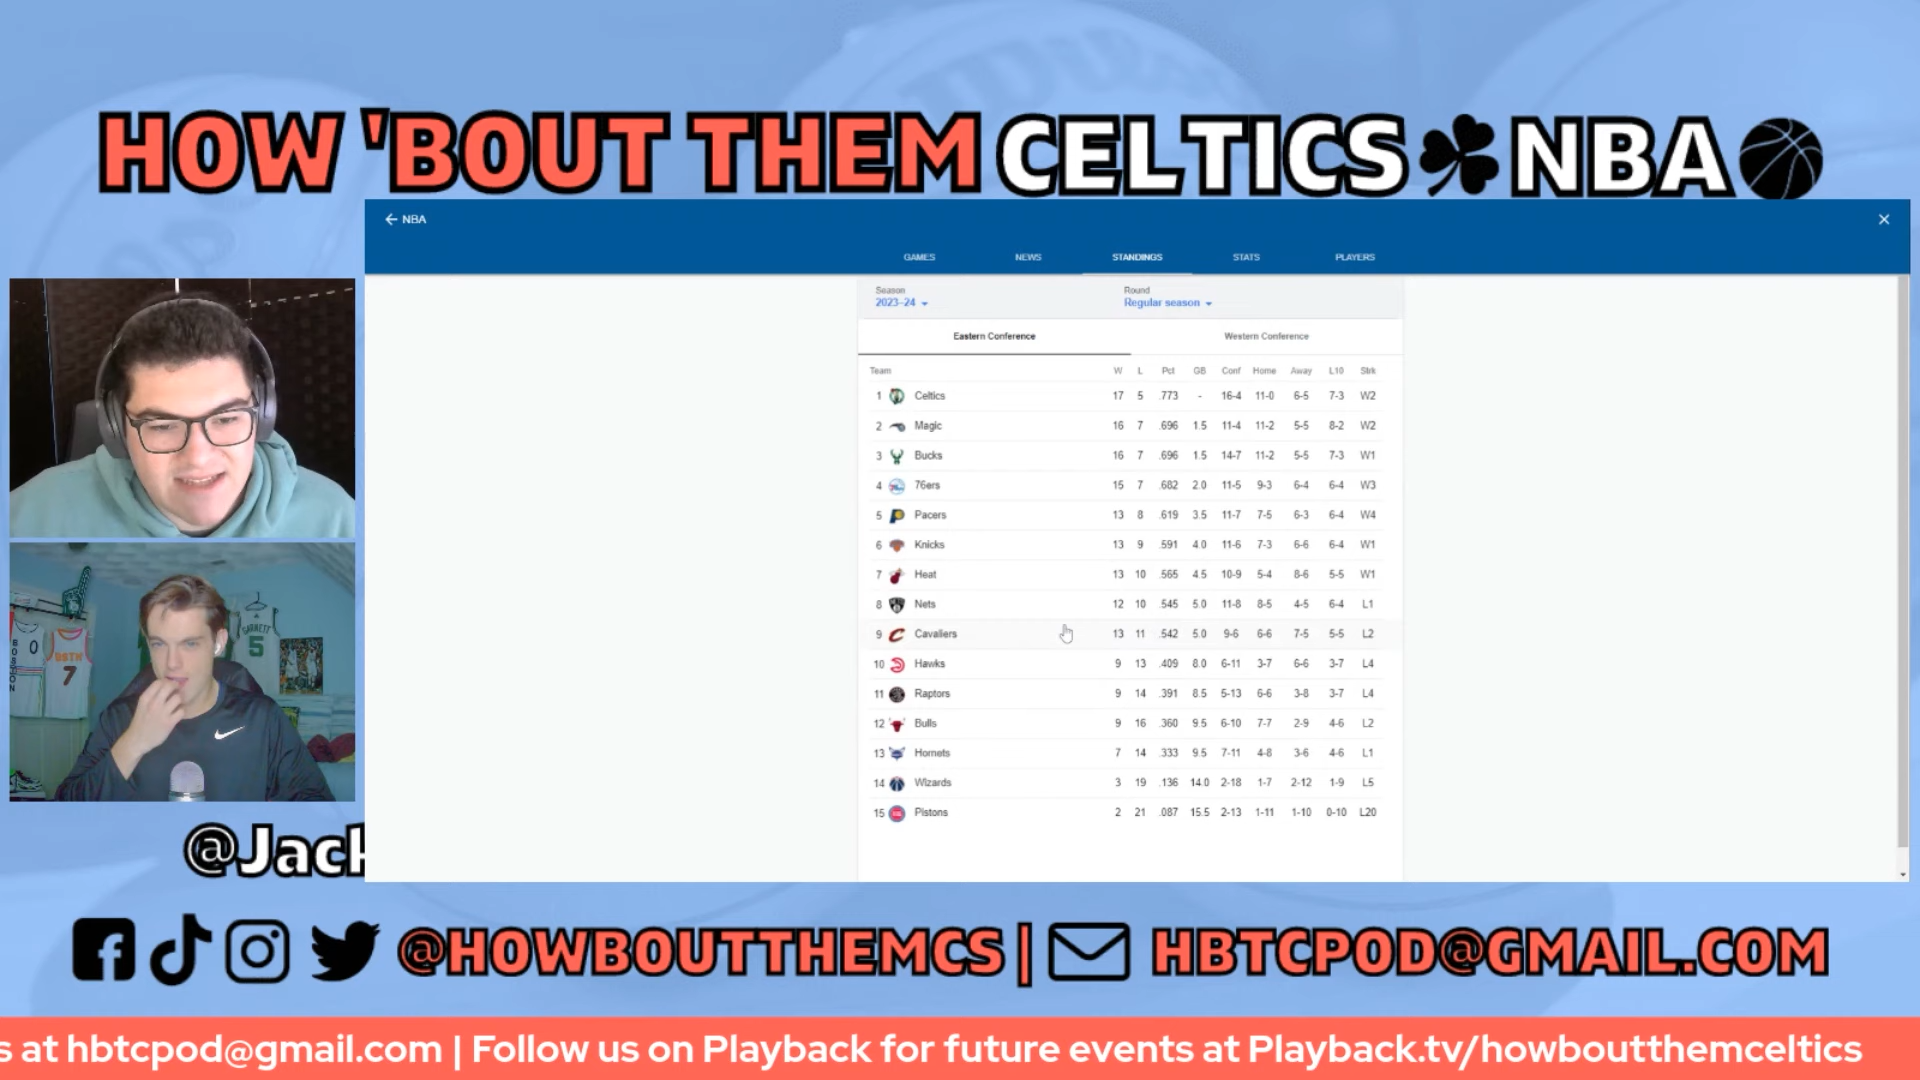 HOW 'BOUT THEM CELTICS NBA
← NBA ×
GAMES NEWS STANDINGS STATS PLAYERS
Season Round
2023–24 Regular season
Eastern Conference Western Conference
Team W L Pct GB Conf Home Away L10 Strk
1 Celtics 17 5 .773 - 16-4 11-0 6-5 7-3 W2
2 Magic 16 7 .696 1.5 11-4 11-2 5-5 8-2 W2
3 Bucks 16 7 .696 1.5 14-7 11-2 5-5 7-3 W1
4 76ers 15 7 .682 2.0 11-5 9-3 6-4 6-4 W3
5 Pacers 13 8 .619 3.5 11-7 7-5 6-3 6-4 W4
6 Knicks 13 9 .591 4.0 11-6 7-3 6-6 6-4 W1
7 Heat 13 10 .565 4.5 10-9 5-4 8-6 5-5 W1
8 Nets 12 10 .545 5.0 11-8 8-5 4-5 6-4 L1
9 Cavaliers 13 11 .542 5.0 9-6 6-6 7-5 5-5 L2
10 Hawks 9 13 .409 8.0 6-11 3-7 6-6 3-7 L4
11 Raptors 9 14 .391 8.5 5-13 6-6 3-8 3-7 L4
12 Bulls 9 16 .360 9.5 6-10 7-7 2-9 4-6 L2
13 Hornets 7 14 .333 9.5 7-11 4-8 3-6 4-6 L1
14 Wizards 3 19 .136 14.0 2-18 1-7 2-12 1-9 L5
15 Pistons 2 21 .087 15.5 2-13 1-11 1-10 0-10 L20
BOSTON 0
BSTN 7
GARNETT 5
@Jack
@HOWBOUTTHEMCS | HBTCPOD@GMAIL.COM
s at hbtcpod@gmail.com | Follow us on Playback for future events at Playback.tv/howboutthemceltics